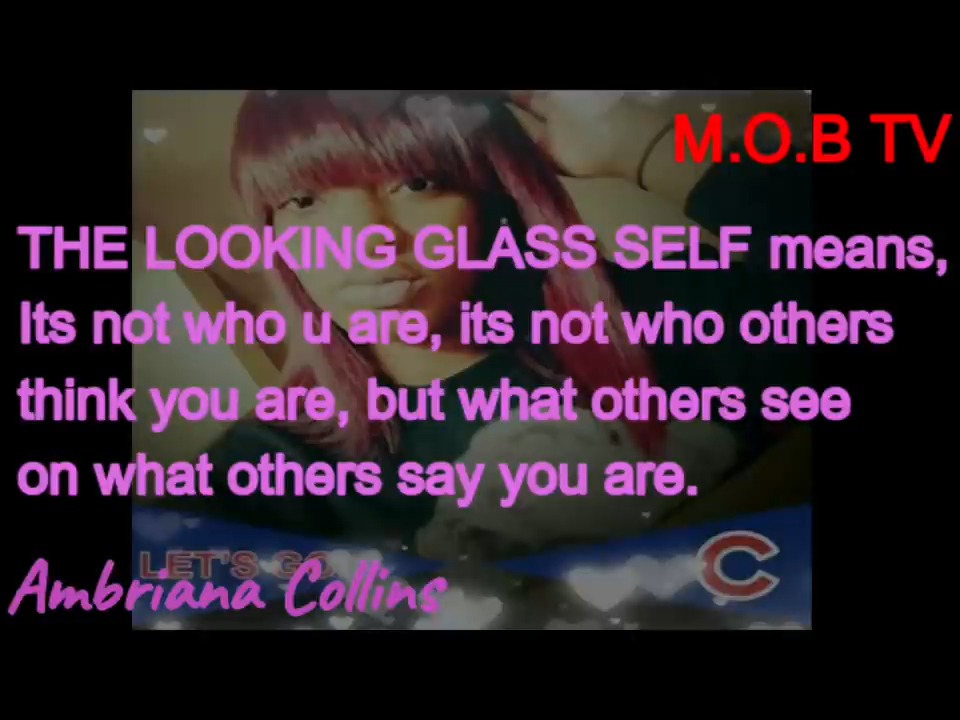 M.O.B TV
THE LOOKING GLASS SELF means,
Its not who u are, its not who others
think you are, but what others see
on what others say you are.
LET'S GO
Ambriana Collins
C